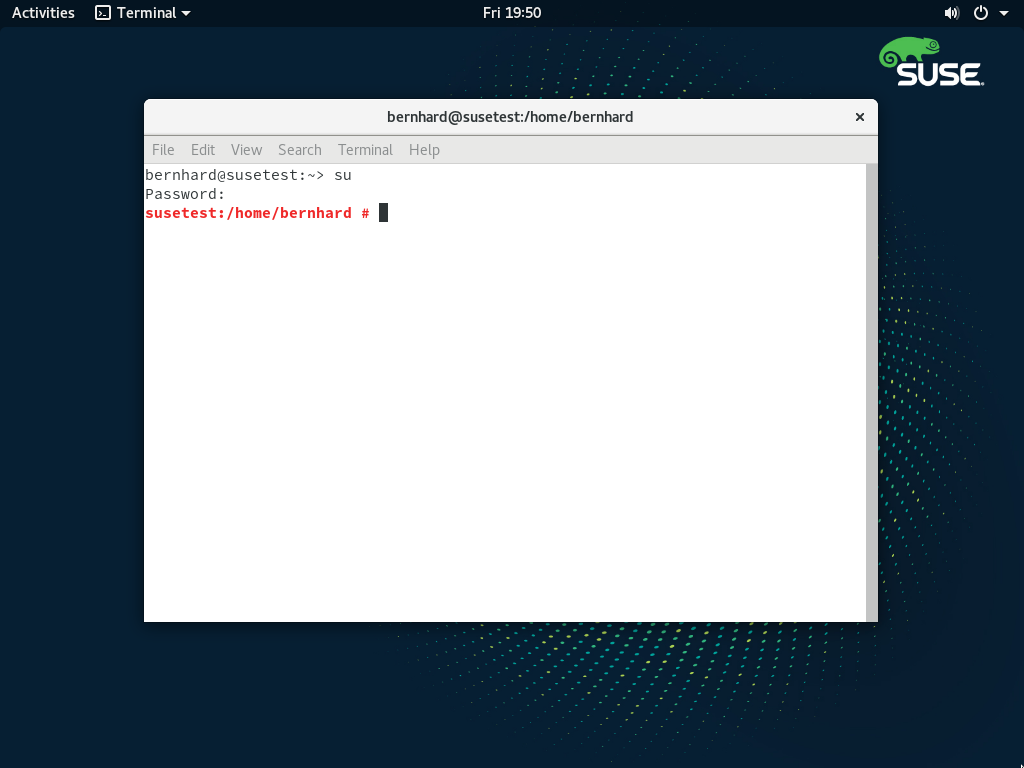 Activities Terminal Fri 19:50
SUSE
bernhard@susetest:/home/bernhard
File Edit View Search Terminal Help
bernhard@susetest:~> su
Password:
susetest:/home/bernhard #